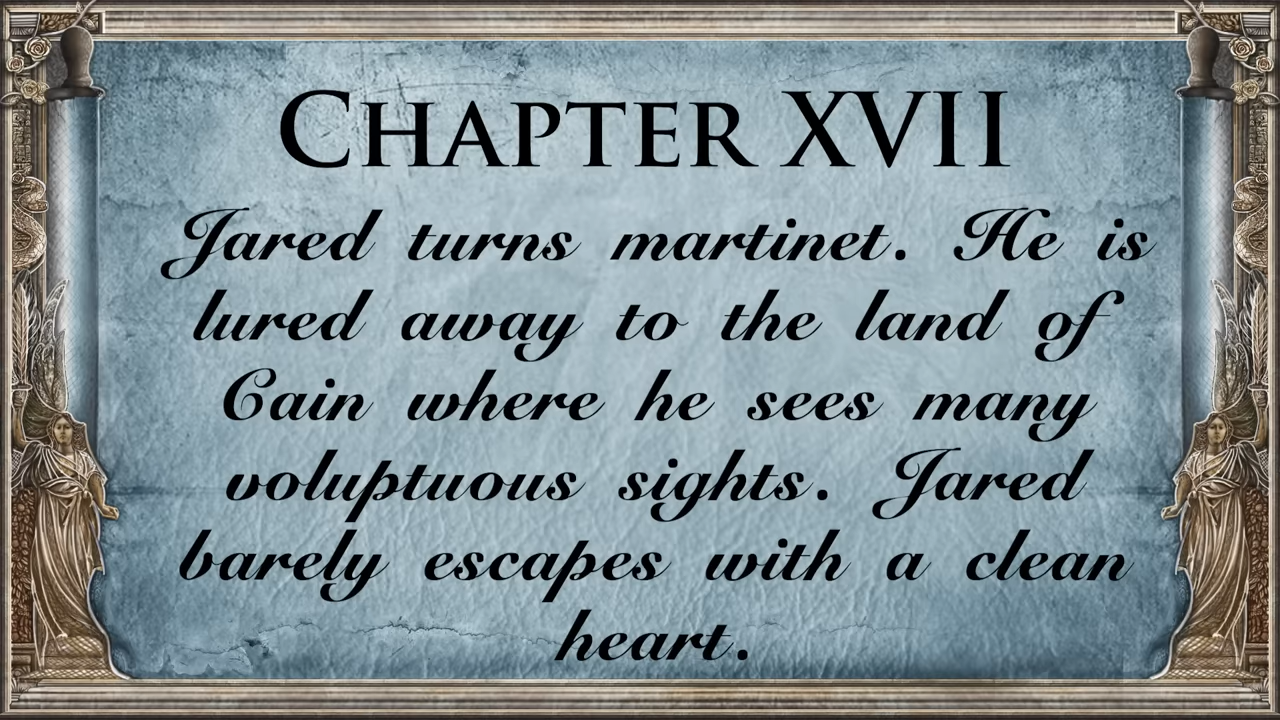 Chapter XVII
Jared turns martinet. He is
lured away to the land of
Cain where he sees many
voluptuous sights. Jared
barely escapes with a clean
heart.